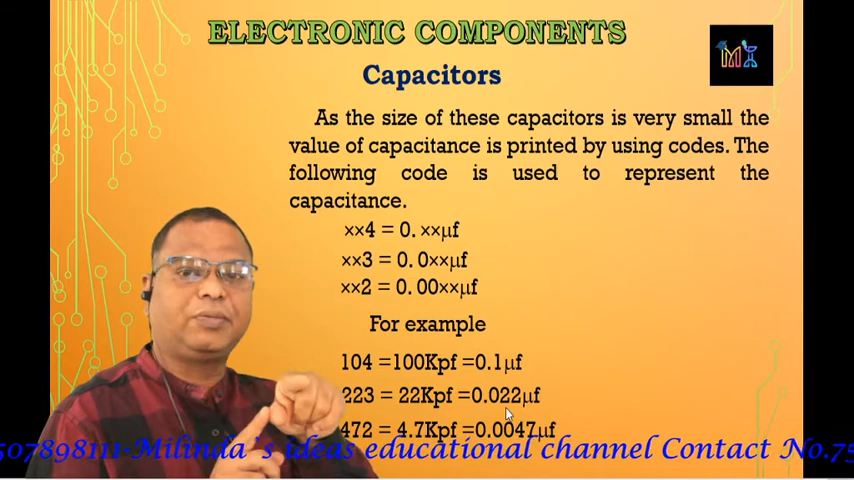 ELECTRONIC COMPONENTS
MI
Capacitors
As the size of these capacitors is very small the
value of capacitance is printed by using codes. The
following code is used to represent the
capacitance.
××4 = 0. ××µf
××3 = 0. 0××µf
××2 = 0. 00××µf
For example
104 =100Kpf =0.1µf
223 = 22Kpf =0.022µf
472 = 4.7Kpf =0.0047µf
507898111-Milinda`s ideas educational channel Contact No.75